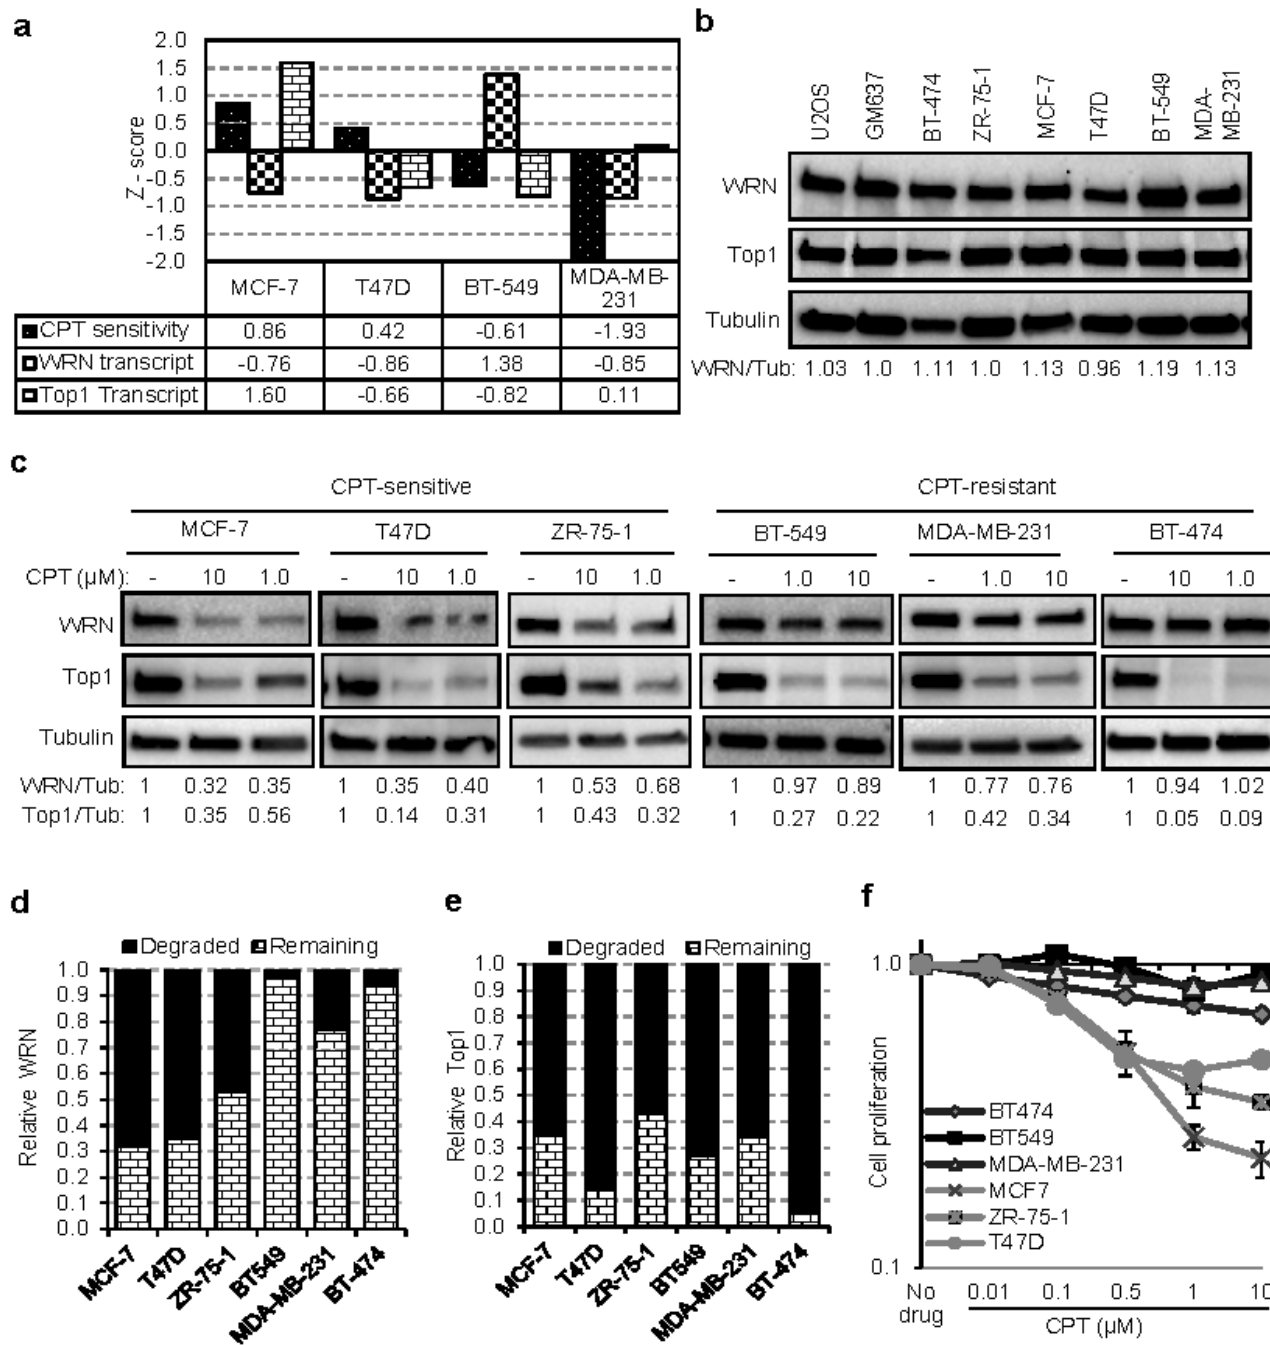 a
2.0
1.5
1.0
0.5
0.0
-0.5
-1.0
-1.5
-2.0
Z - score
MCF-7 T47D BT-549 MDA-MB-231
CPT sensitivity 0.86 0.42 -0.61 -1.93
WRN transcript -0.76 -0.86 1.38 -0.85
Top1 Transcript 1.60 -0.66 -0.82 0.11
b
U2OS GM637 BT-474 ZR-75-1 MCF-7 T47D BT-549 MDA-MB-231
WRN
Top1
Tubulin
WRN/Tub: 1.03 1.0 1.11 1.0 1.13 0.96 1.19 1.13
c
CPT-sensitive CPT-resistant
MCF-7 T47D ZR-75-1 BT-549 MDA-MB-231 BT-474
CPT (µM): - 10 1.0 - 10 1.0 - 10 1.0 - 1.0 10 - 1.0 10 - 10 1.0
WRN
Top1
Tubulin
WRN/Tub: 1 0.32 0.35 1 0.35 0.40 1 0.53 0.68 1 0.97 0.89 1 0.77 0.76 1 0.94 1.02
Top1/Tub: 1 0.35 0.56 1 0.14 0.31 1 0.43 0.32 1 0.27 0.22 1 0.42 0.34 1 0.05 0.09
d
Degraded Remaining
1.0
0.9
0.8
0.7
0.6
0.5
0.4
0.3
0.2
0.1
0.0
Relative WRN
MCF-7 T47D ZR-75-1 BT549 MDA-MB-231 BT-474
e
Degraded Remaining
1.0
0.9
0.8
0.7
0.6
0.5
0.4
0.3
0.2
0.1
0.0
Relative Top1
MCF-7 T47D ZR-75-1 BT549 MDA-MB-231 BT-474
f
1.0
0.1
Cell proliferation
BT474
BT549
MDA-MB-231
MCF7
ZR-75-1
T47D
No drug 0.01 0.1 0.5 1 10
CPT (µM)